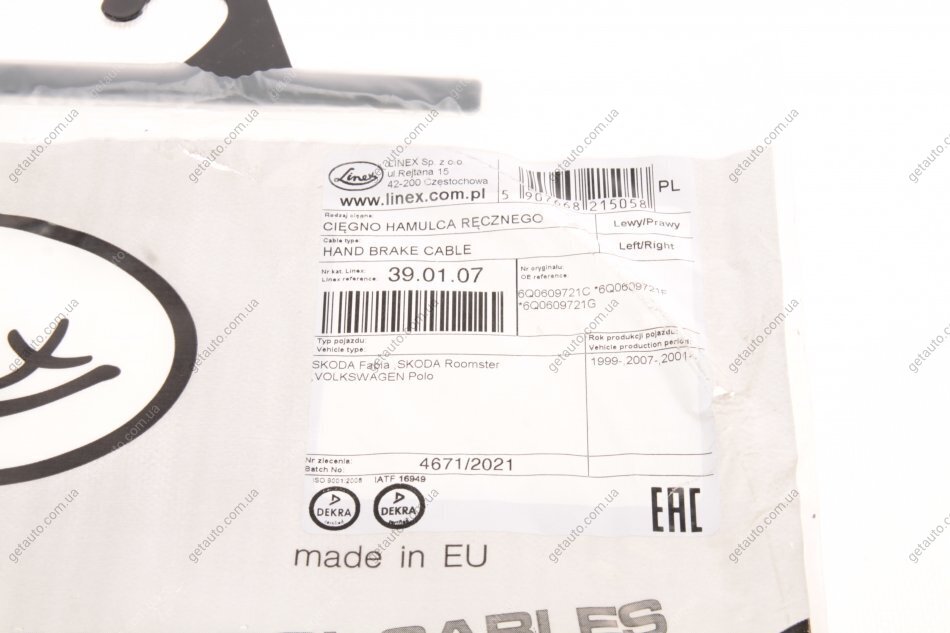 LINEX Sp. z o.o
ul.Rejtana 15
42-200 Częstochowa
Linex
www.linex.com.pl
PL
Rodzaj cięgna:
CIĘGNO HAMULCA RĘCZNEGO
Lewy/Prawy
Cable type:
HAND BRAKE CABLE
Left/Right
Nr kat. Linex:
Linex reference:
39.01.07
Nr oryginału:
OE reference:
6Q0609721C *6Q0609721F
*6Q0609721G
Typ pojazdu:
Vehicle type:
Rok produkcji pojazdu:
Vehicle production period:
SKODA Fabia ,SKODA Roomster
,VOLKSWAGEN Polo
1999-,2007-,2001-
Nr zlecenia:
Batch No:
4671/2021
ISO 9001:2008
IATF 16949
DEKRA
certified
DEKRA
certified
EAC
made in EU
CABLES
getauto.com.ua